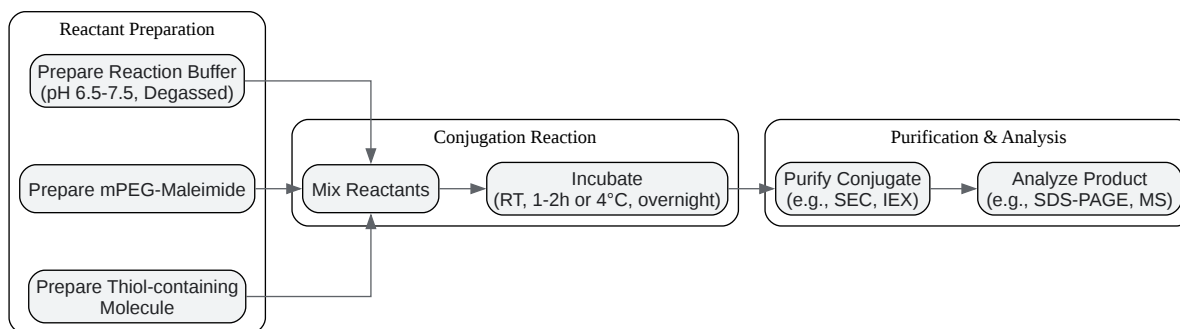 Reactant Preparation
Prepare Reaction Buffer
(pH 6.5-7.5, Degassed)
Prepare mPEG-Maleimide
Prepare Thiol-containing
Molecule
Conjugation Reaction
Mix Reactants
Incubate
(RT, 1-2h or 4°C, overnight)
Purification & Analysis
Purify Conjugate
(e.g., SEC, IEX)
Analyze Product
(e.g., SDS-PAGE, MS)